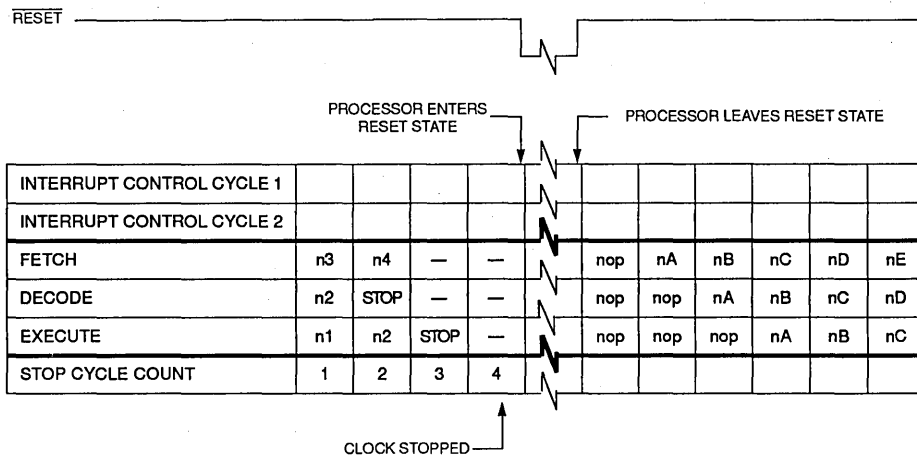 RESET
PROCESSOR ENTERS
RESET STATE
PROCESSOR LEAVES RESET STATE
INTERRUPT CONTROL CYCLE 1
INTERRUPT CONTROL CYCLE 2
FETCH n3 n4 — — nop nA nB nC nD nE
DECODE n2 STOP — — nop nop nA nB nC nD
EXECUTE n1 n2 STOP — nop nop nop nA nB nC
STOP CYCLE COUNT 1 2 3 4
CLOCK STOPPED